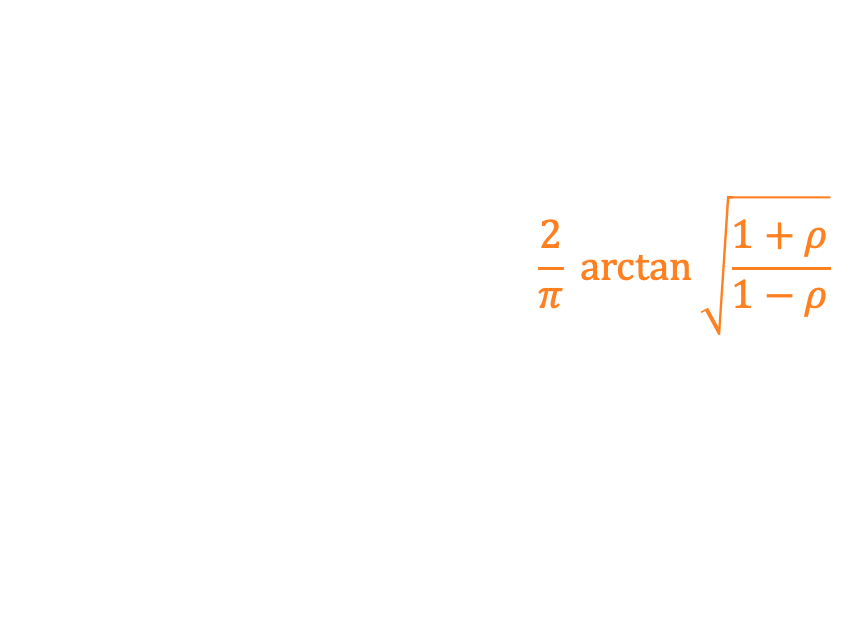 2/π arctan √((1 + ρ)/(1 − ρ))